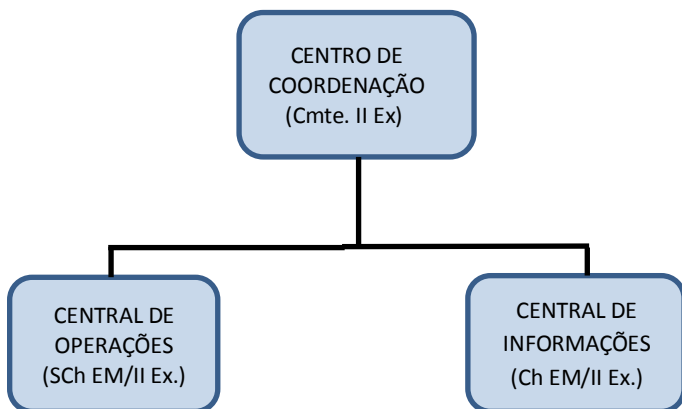 CENTRO DE
COORDENAÇÃO
(Cmte. II Ex)
CENTRAL DE
OPERAÇÕES
(SCh EM/II Ex.)
CENTRAL DE
INFORMAÇÕES
(Ch EM/II Ex.)